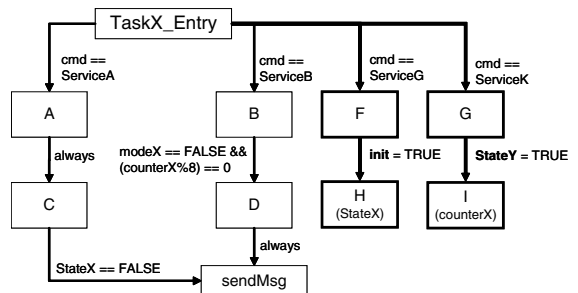 TaskX_Entry
cmd ==
ServiceA
cmd ==
ServiceB
cmd ==
ServiceG
cmd ==
ServiceK
A
B
F
G
always
modeX == FALSE &&
(counterX%8) == 0
init = TRUE
StateY = TRUE
C
D
H
(StateX)
I
(counterX)
always
StateX == FALSE
sendMsg